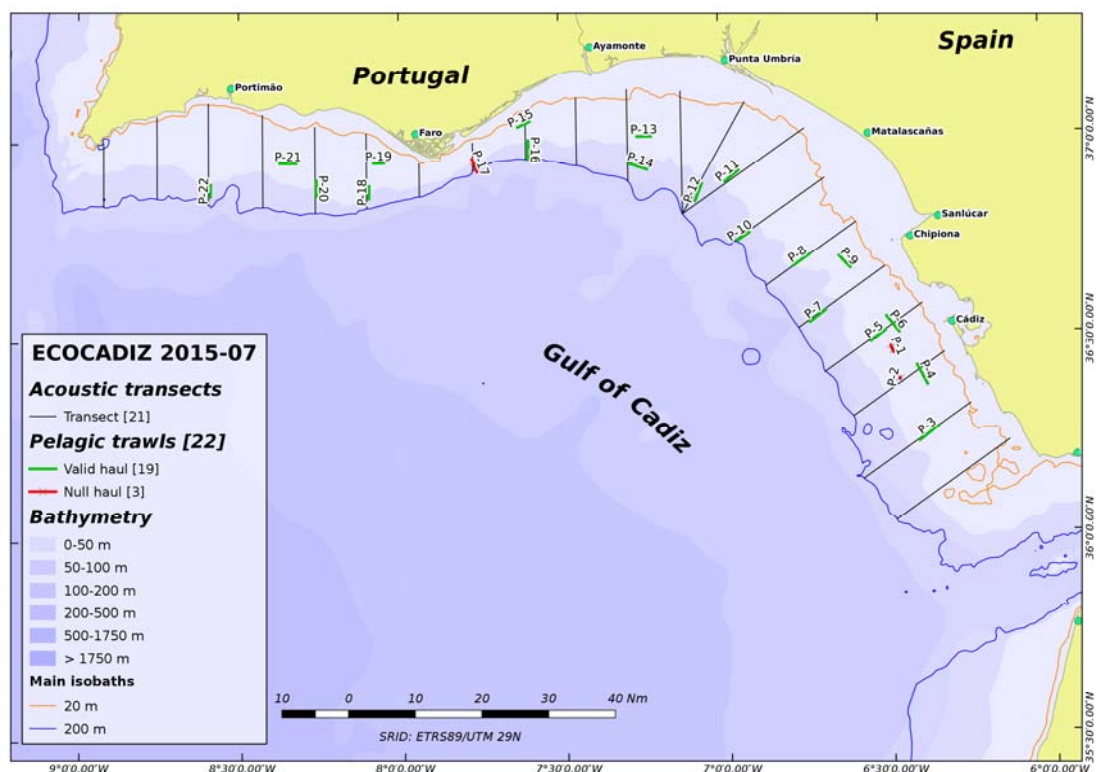 Spain
Portugal
Ayamonte
Punta Umbría
Portimão
Faro
Matalascañas
Sanlúcar
Chipiona
Cádiz
P-15
P-13
P-21
P-19
P-17
P-16
P-14
P-22
P-20
P-18
P-12
P-11
P-10
P-8
P-9
P-7
P-5
P-6
P-1
P-2
P-4
P-3
Gulf of Cadiz
ECOCADIZ 2015-07
Acoustic transects
Transect [21]
Pelagic trawls [22]
Valid haul [19]
Null haul [3]
Bathymetry
0-50 m
50-100 m
100-200 m
200-500 m
500-1750 m
> 1750 m
Main isobaths
20 m
200 m
10 0 10 20 30 40 Nm
SRID: ETRS89/UTM 29N
37°0'0.00"N
36°30'0.00"N
36°0'0.00"N
35°30'0.00"N
9°0'0.00"W
8°30'0.00"W
8°0'0.00"W
7°30'0.00"W
7°0'0.00"W
6°30'0.00"W
6°0'0.00"W